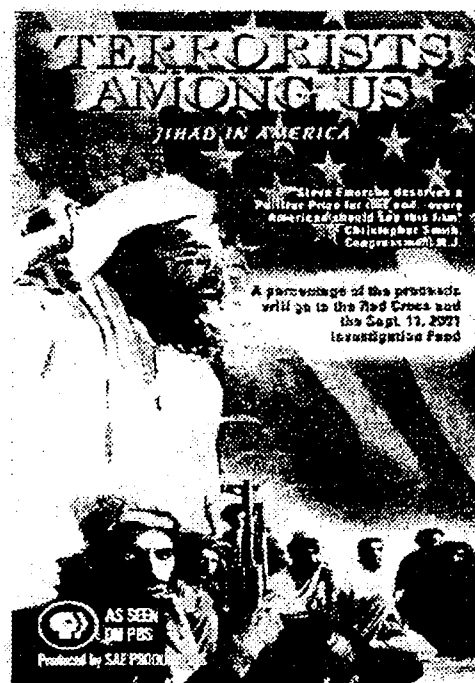 TERRORISTS
AMONG US
JIHAD IN AMERICA
"Steve Emerson deserves a
Pulitzer Prize for this and every
American should see this film"
Christopher Smith,
Congressman N.J.
A percentage of the proceeds
will go to the Red Cross and
the Sept. 11, 2001
Investigation Fund
AS SEEN
ON PBS
Produced by SAE